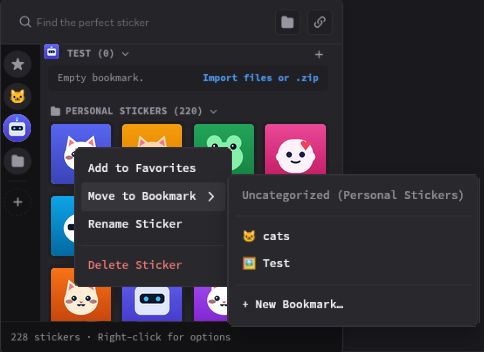 Find the perfect sticker
TEST (0)
Empty bookmark.
Import files or .zip
PERSONAL STICKERS (220)
Add to Favorites
Move to Bookmark
Rename Sticker
Delete Sticker
Uncategorized (Personal Stickers)
cats
Test
+ New Bookmark…
228 stickers · Right-click for options